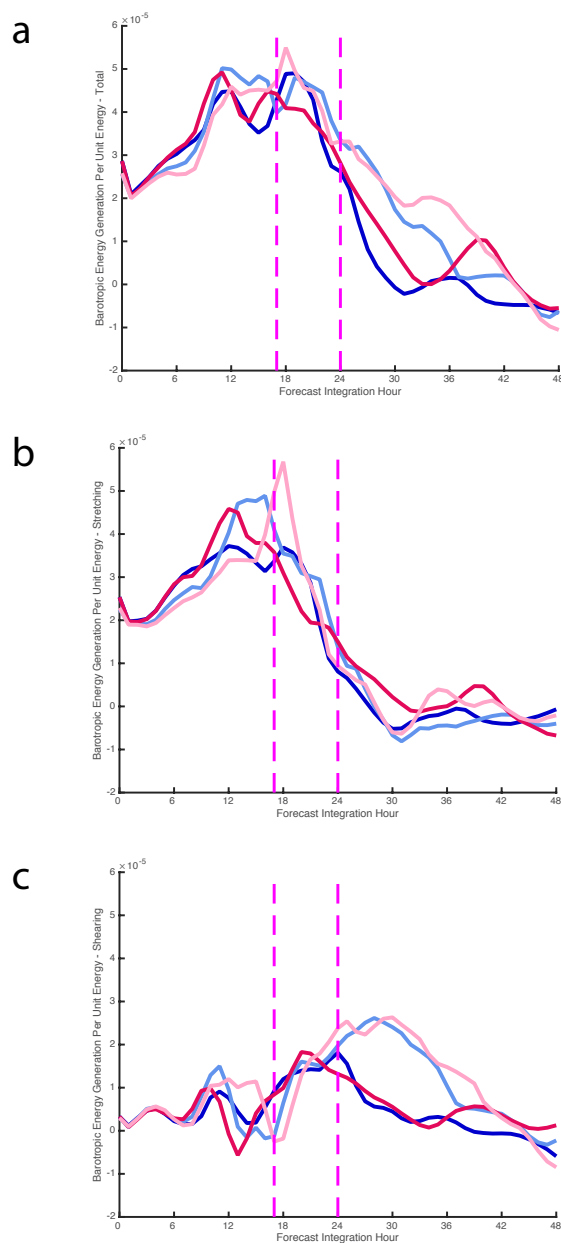 a
6 ×10^-5
5
4
3
2
1
0
-1
-2
Barotropic Energy Generation Per Unit Energy - Total
0 6 12 18 24 30 36 42 48
Forecast Integration Hour
b
6 ×10^-5
5
4
3
2
1
0
-1
-2
Barotropic Energy Generation Per Unit Energy - Stretching
0 6 12 18 24 30 36 42 48
Forecast Integration Hour
c
6 ×10^-5
5
4
3
2
1
0
-1
-2
Barotropic Energy Generation Per Unit Energy - Shearing
0 6 12 18 24 30 36 42 48
Forecast Integration Hour